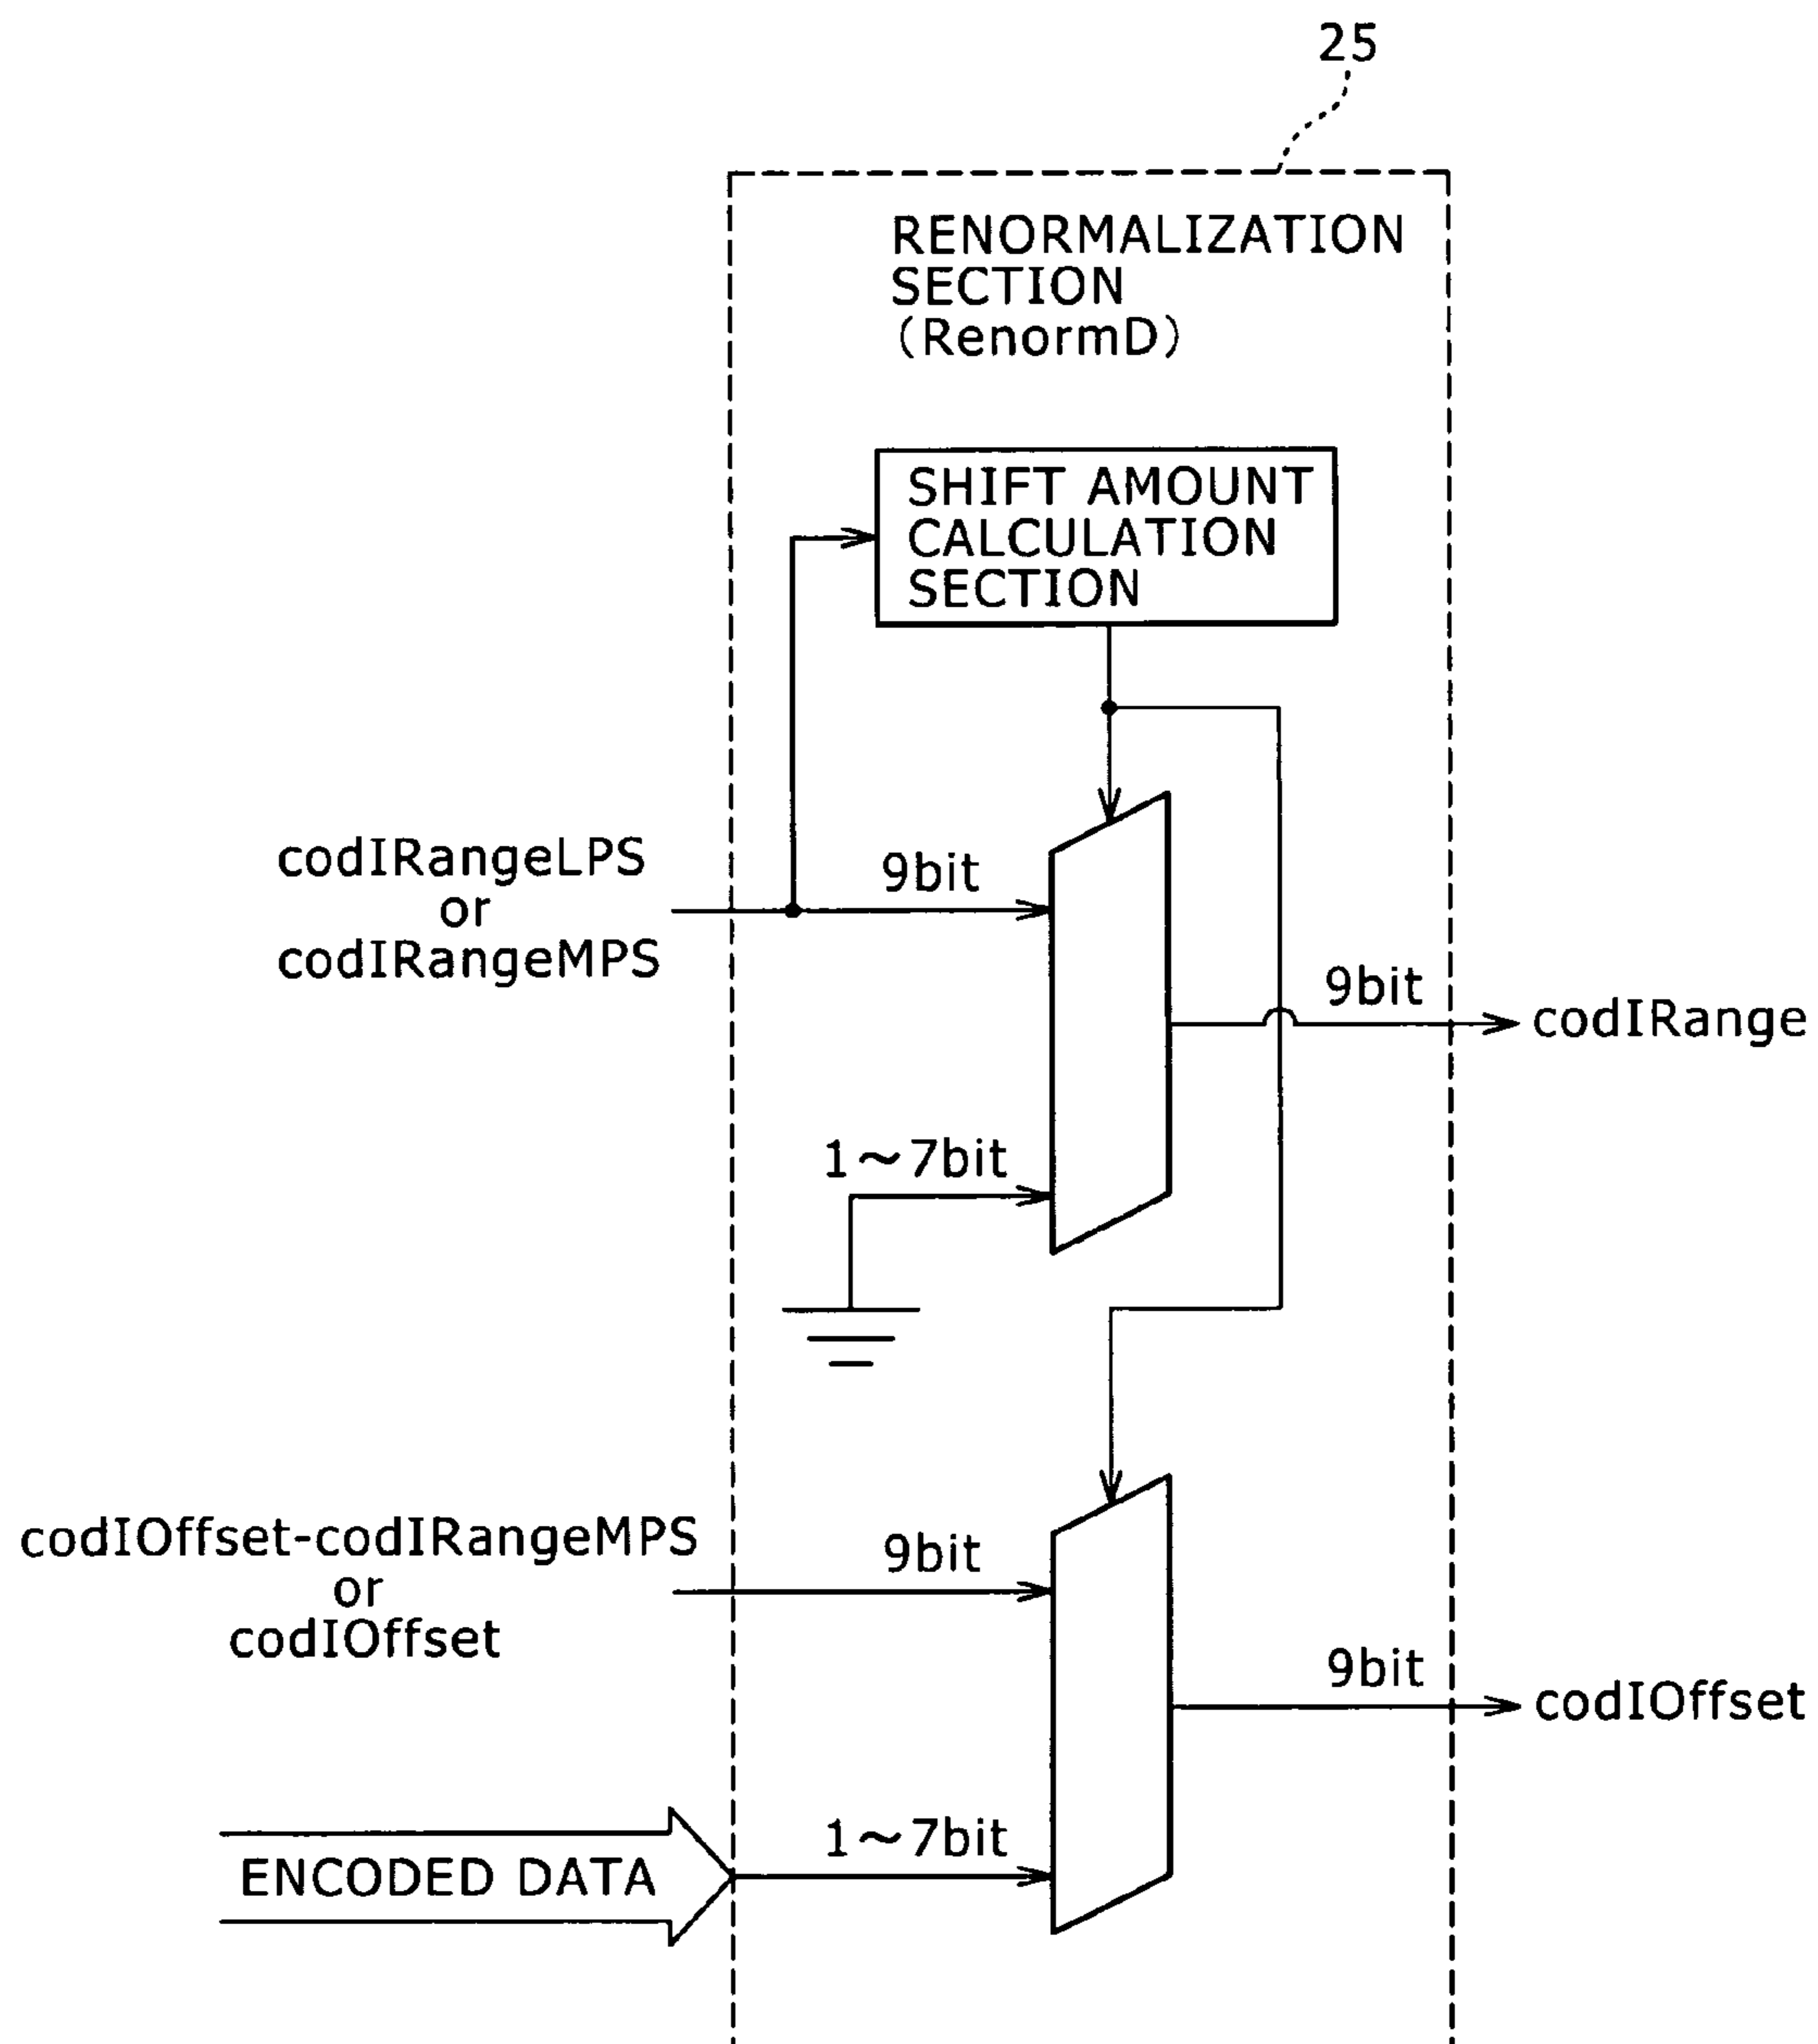 25
RENORMALIZATION
SECTION
(RenormD)
SHIFT AMOUNT
CALCULATION
SECTION
codIRangeLPS
or
codIRangeMPS
9bit
9bit
codIRange
1~7bit
codIOffset-codIRangeMPS
or
codIOffset
9bit
9bit
codIOffset
1~7bit
ENCODED DATA